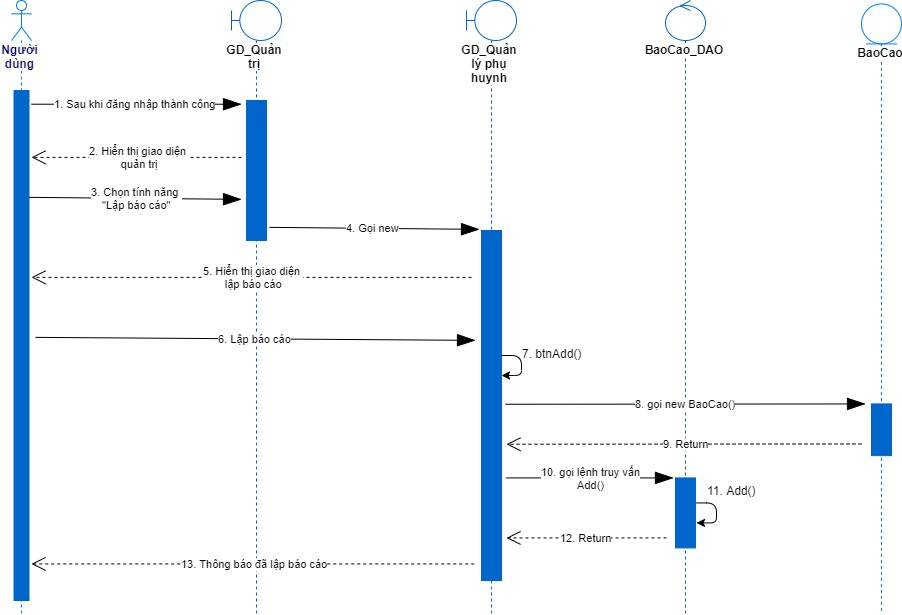 Người
dùng
GD_Quản
trị
GD_Quản
lý phụ
huynh
BaoCao_DAO
BaoCao
1. Sau khi đăng nhập thành công
2. Hiển thị giao diện
quản trị
3. Chọn tính năng
"Lập báo cáo"
4. Gọi new
5. Hiển thị giao diện
lập báo cáo
6. Lập báo cáo
7. btnAdd()
8. gọi new BaoCao()
9. Return
10. gọi lệnh truy vấn
Add()
11. Add()
12. Return
13. Thông báo đã lập báo cáo